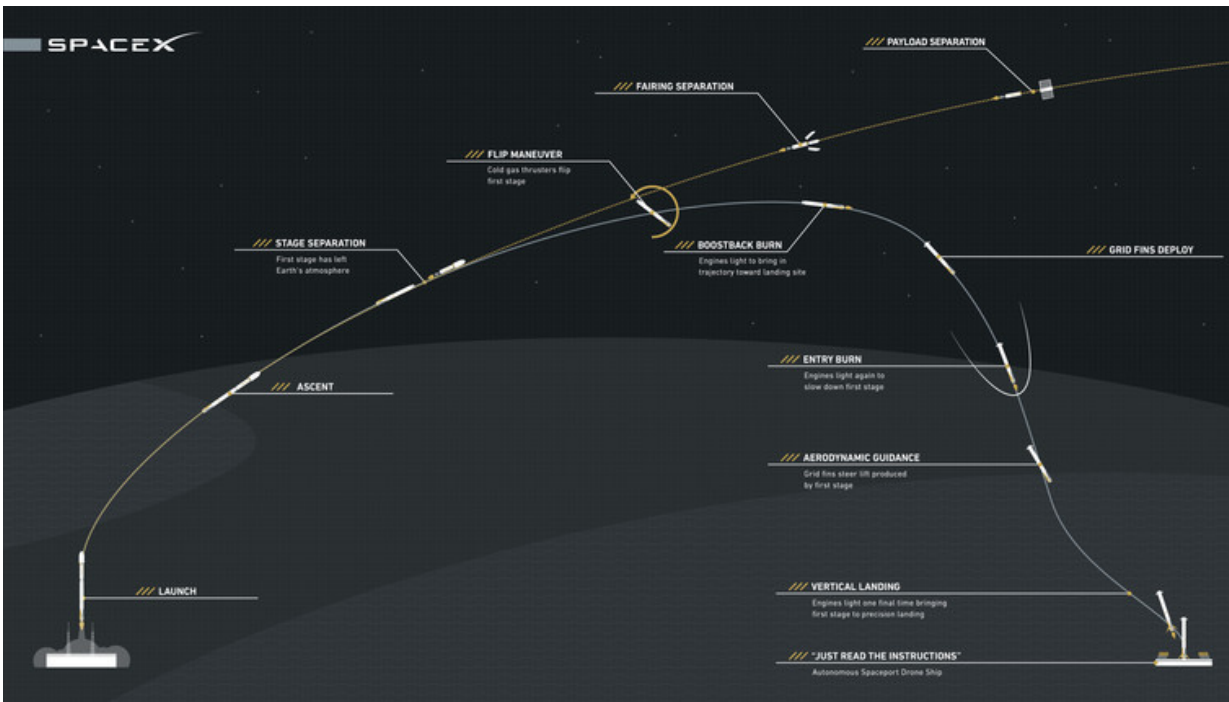 SPACEX
/// PAYLOAD SEPARATION
/// FAIRING SEPARATION
/// FLIP MANEUVER
Cold gas thrusters flip
first stage
/// STAGE SEPARATION
First stage has left
Earth's atmosphere
/// BOOSTBACK BURN
Engines light to bring in
trajectory toward landing site
/// GRID FINS DEPLOY
/// ENTRY BURN
Engines light again to
slow down first stage
/// ASCENT
/// AERODYNAMIC GUIDANCE
Grid fins steer lift produced
by first stage
/// LAUNCH
/// VERTICAL LANDING
Engines light one final time bringing
first stage to precision landing
/// "JUST READ THE INSTRUCTIONS"
Autonomous Spaceport Drone Ship